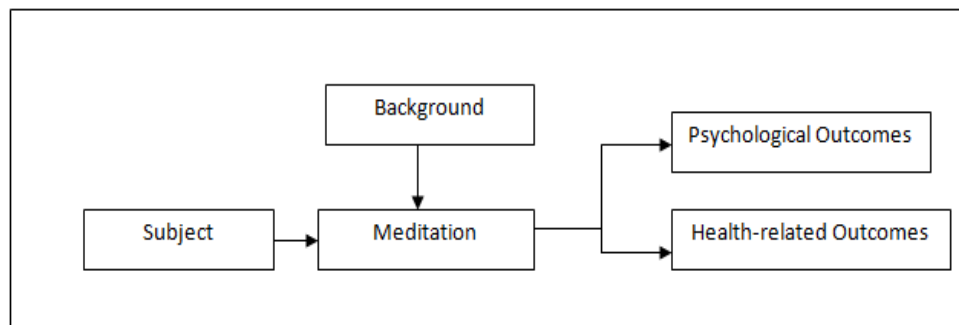 Background
Psychological Outcomes
Subject
Meditation
Health-related Outcomes